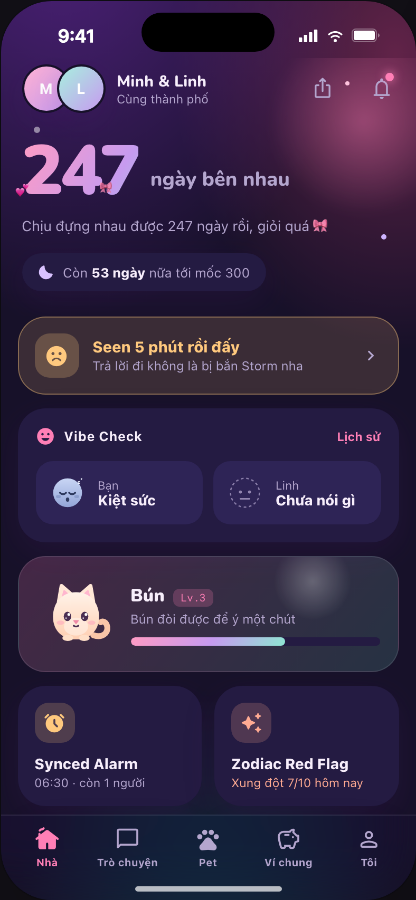 9:41
M
L
Minh & Linh
Cùng thành phố
247 ngày bên nhau
Chịu đựng nhau được 247 ngày rồi, giỏi quá 🎀
Còn 53 ngày nữa tới mốc 300
Seen 5 phút rồi đấy
Trả lời đi không là bị bắn Storm nha
Vibe Check
Lịch sử
Bạn
Kiệt sức
Linh
Chưa nói gì
Bún Lv.3
Bún đòi được để ý một chút
Synced Alarm
06:30 · còn 1 người
Zodiac Red Flag
Xung đột 7/10 hôm nay
Nhà
Trò chuyện
Pet
Ví chung
Tôi